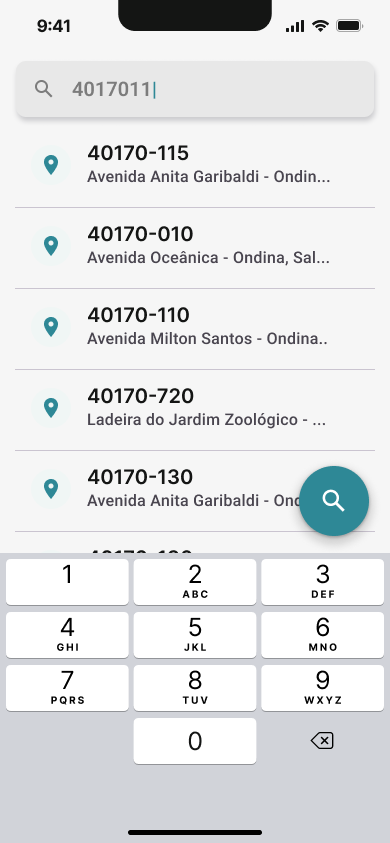 9:41
4017011
40170-115
Avenida Anita Garibaldi - Ondin...
40170-010
Avenida Oceânica - Ondina, Sal...
40170-110
Avenida Milton Santos - Ondina..
40170-720
Ladeira do Jardim Zoológico - ...
40170-130
Avenida Anita Garibaldi - Ond
1
2
3
ABC
DEF
4
5
6
GHI
JKL
MNO
7
8
9
PQRS
TUV
WXYZ
0